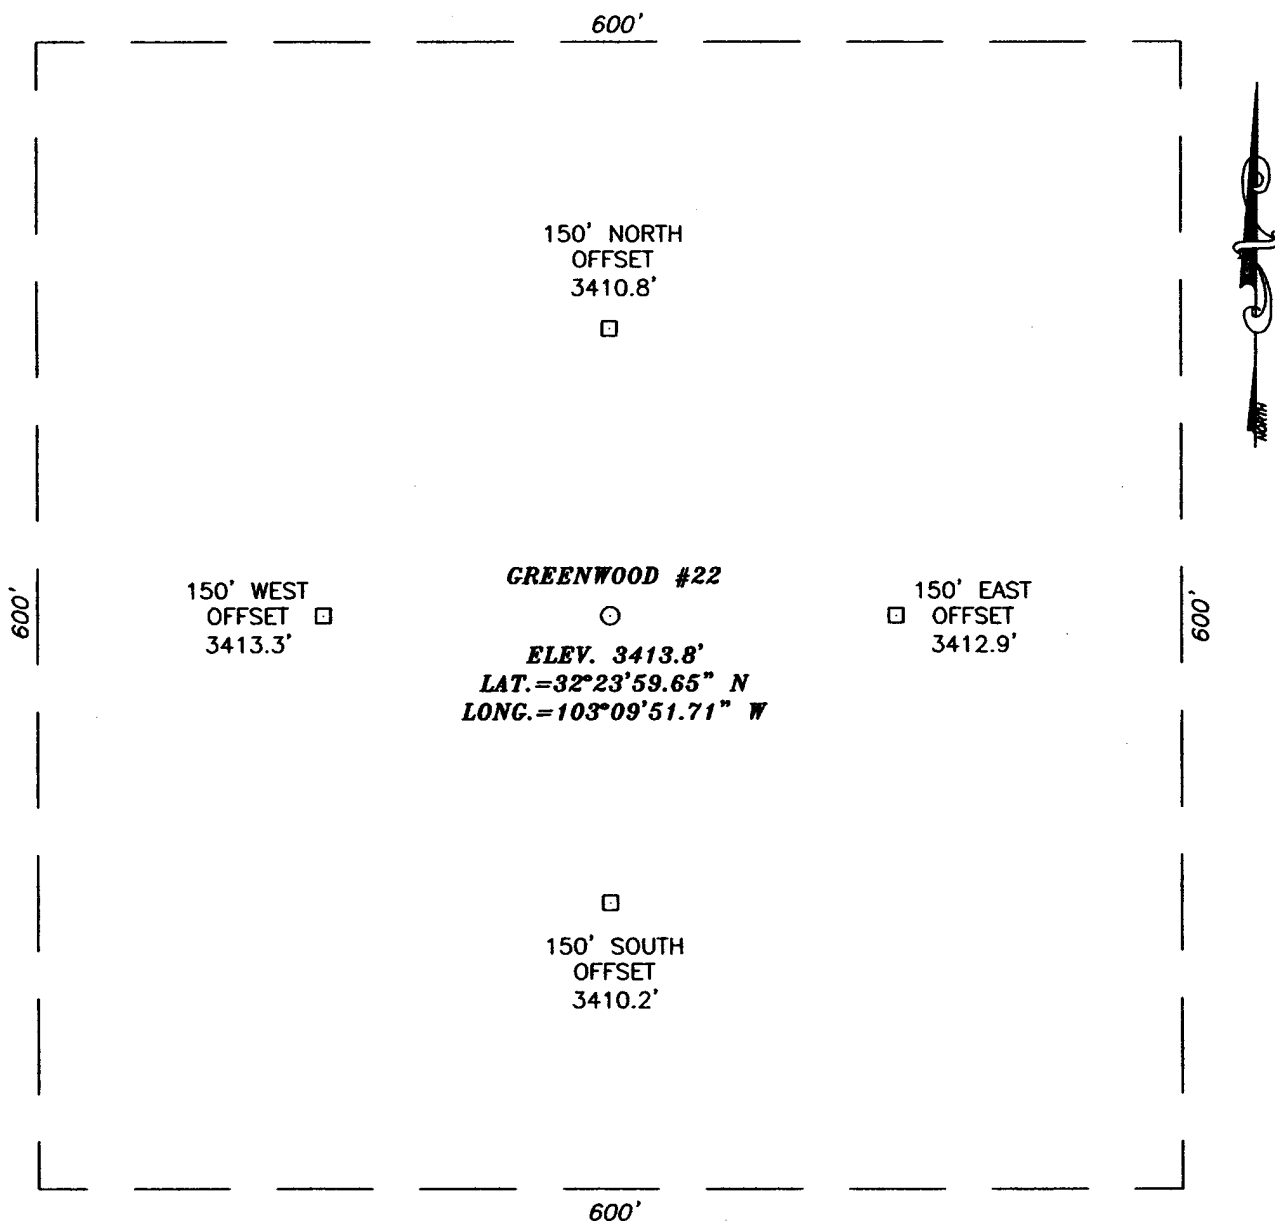 600'
150' NORTH
OFFSET
3410.8'
NORTH
600'
150' WEST
OFFSET
3413.3'
GREENWOOD #22
ELEV. 3413.8'
LAT.=32°23'59.65" N
LONG.=103°09'51.71" W
150' EAST
OFFSET
3412.9'
600'
150' SOUTH
OFFSET
3410.2'
600'